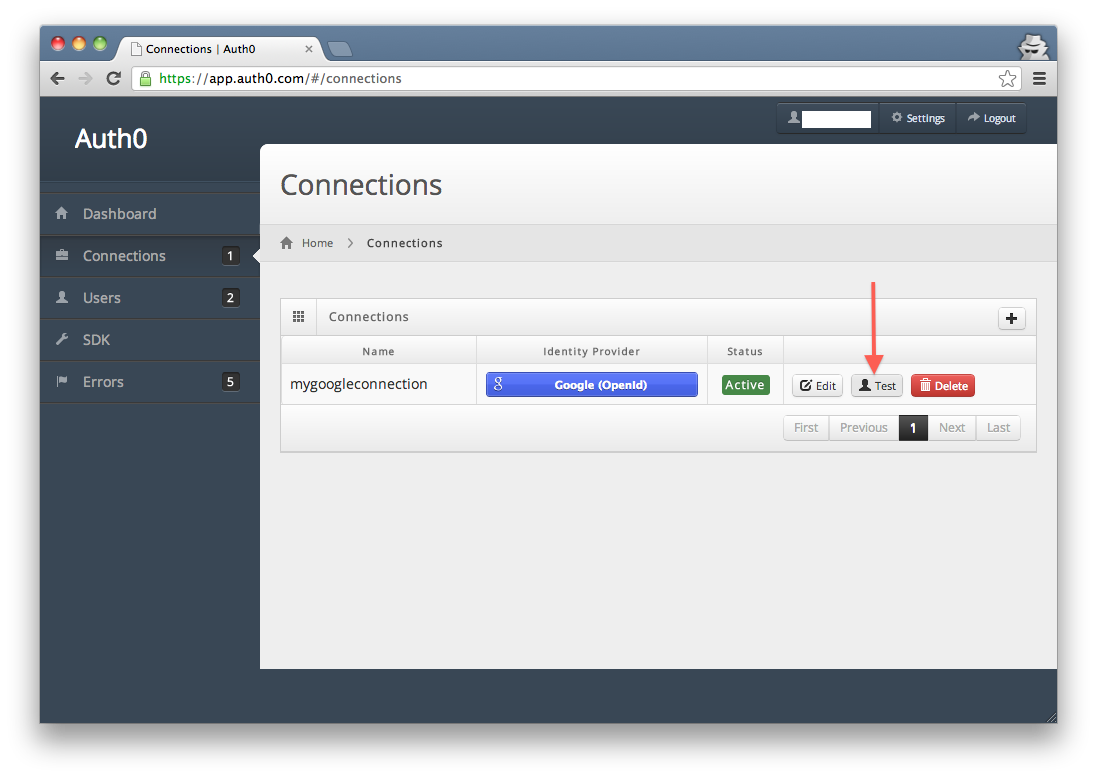 Connections | Auth0
https://app.auth0.com/#/connections
Auth0
Settings
Logout
Connections
Dashboard
Connections 1
Users 2
SDK
Errors 5
Home
Connections
Connections
Name Identity Provider Status
mygoogleconnection g Google (OpenId) Active Edit Test Delete
First Previous 1 Next Last